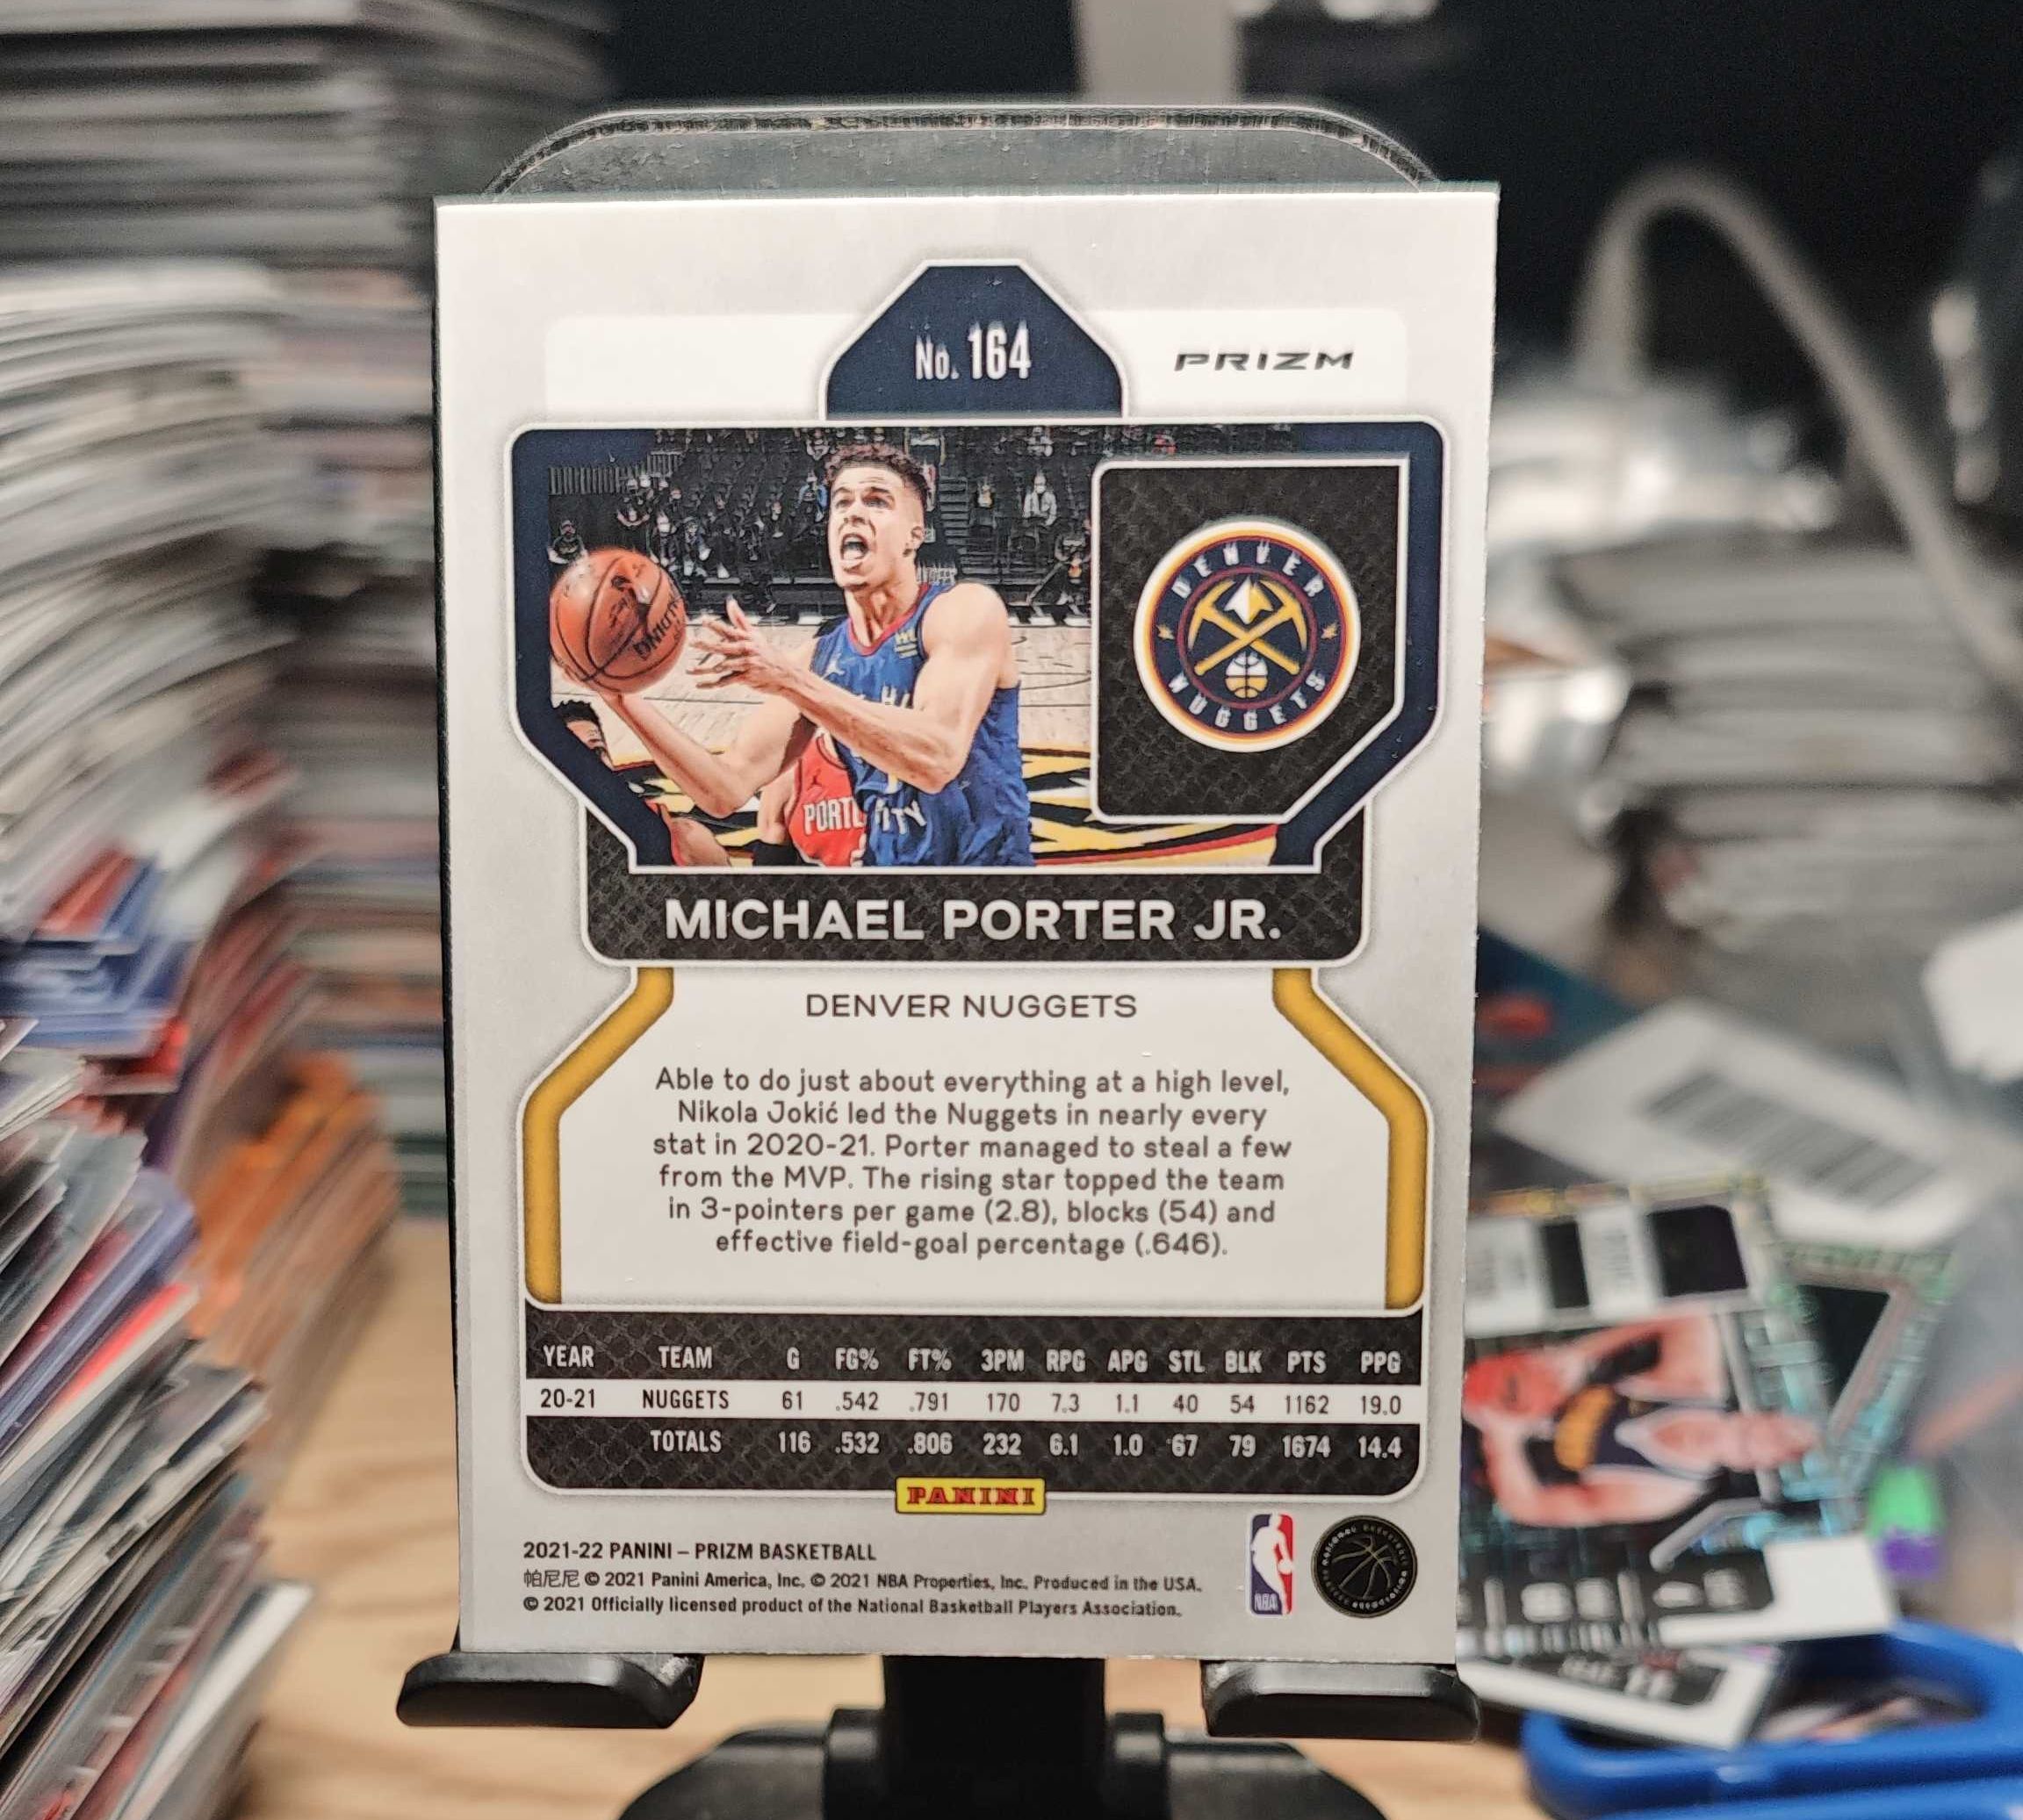 No. 164
PRIZM
DENVER
NUGGETS
PORTL
CITY
MICHAEL PORTER JR.
DENVER NUGGETS
Able to do just about everything at a high level,
Nikola Jokić led the Nuggets in nearly every
stat in 2020-21. Porter managed to steal a few
from the MVP. The rising star topped the team
in 3-pointers per game (2.8), blocks (54) and
effective field-goal percentage (.646).
YEAR TEAM G FG% FT% 3PM RPG APG STL BLK PTS PPG
20-21 NUGGETS 61 .542 .791 170 7.3 1.1 40 54 1162 19.0
TOTALS 116 .532 .806 232 6.1 1.0 67 79 1674 14.4
PANINI
2021-22 PANINI – PRIZM BASKETBALL
帕尼尼 © 2021 Panini America, Inc. © 2021 NBA Properties, Inc. Produced in the USA.
© 2021 Officially licensed product of the National Basketball Players Association.
NBA